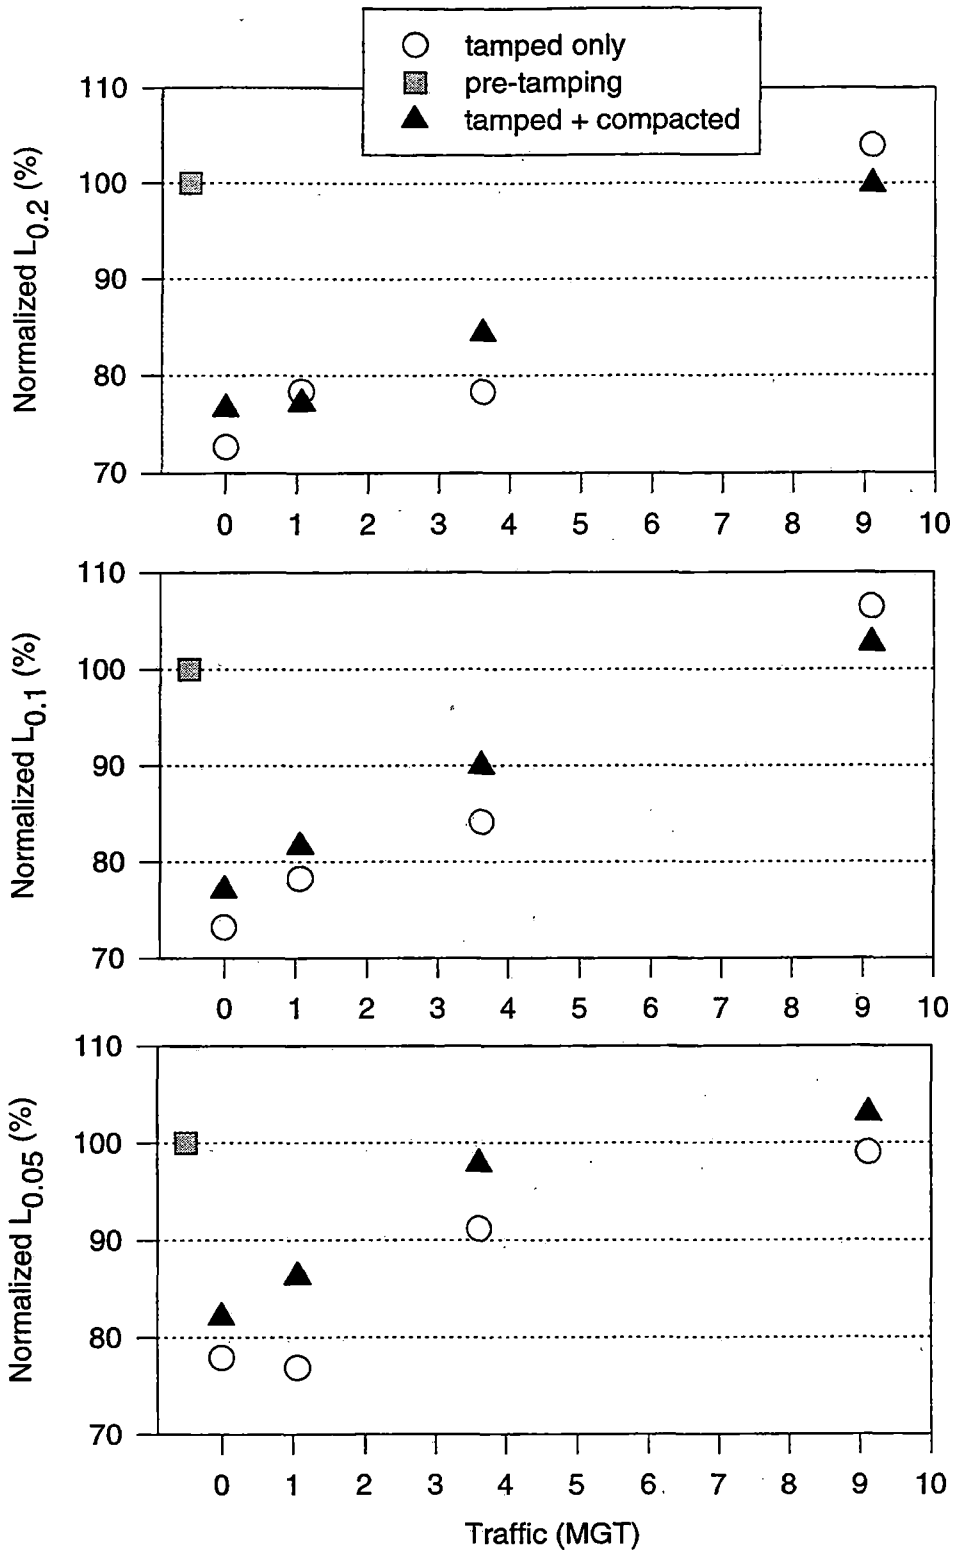 tamped only
pre-tamping
tamped + compacted
110
100
90
80
70
Normalized L0.2 (%)
0 1 2 3 4 5 6 7 8 9 10
110
100
90
80
70
Normalized L0.1 (%)
0 1 2 3 4 5 6 7 8 9 10
110
100
90
80
70
Normalized L0.05 (%)
0 1 2 3 4 5 6 7 8 9 10
Traffic (MGT)